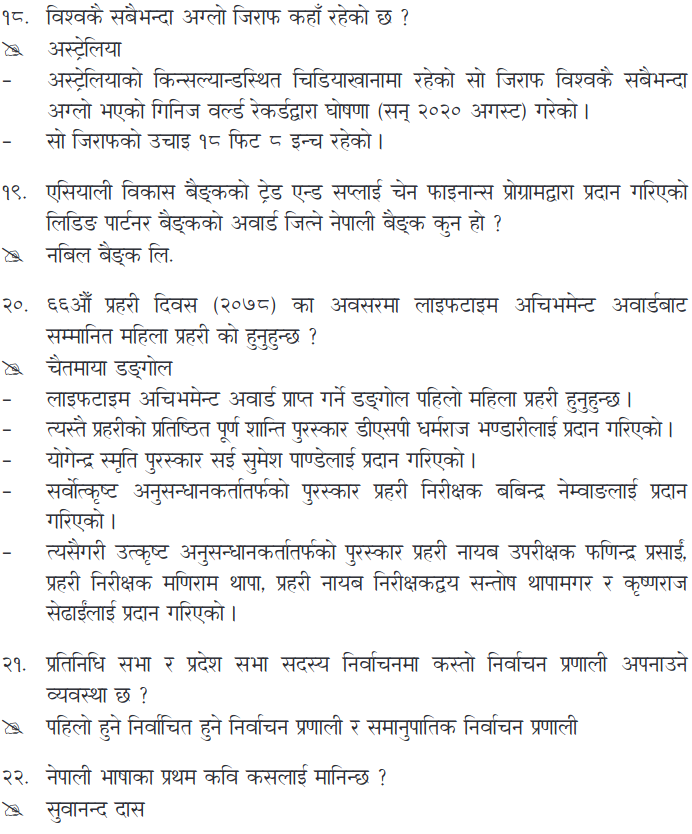 १८. विश्वकै सबैभन्दा अग्लो जिराफ कहाँ रहेको छ ?
अस्ट्रेलिया
– अस्ट्रेलियाको किन्सल्यान्डस्थित चिडियाखानामा रहेको सो जिराफ विश्वकै सबैभन्दा
अग्लो भएको गिनिज वर्ल्ड रेकर्डद्वारा घोषणा (सन् २०२० अगस्ट) गरेको ।
– सो जिराफको उचाइ १८ फिट ८ इन्च रहेको ।
१९. एसियाली विकास बैङ्कको ट्रेड एन्ड सप्लाई चेन फाइनान्स प्रोग्रामद्वारा प्रदान गरिएको
लिडिङ पार्टनर बैङ्कको अवार्ड जित्ने नेपाली बैङ्क कुन हो ?
नबिल बैङ्क लि.
२०. ६६औँ प्रहरी दिवस (२०७८) का अवसरमा लाइफटाइम अचिभमेन्ट अवार्डबाट
सम्मानित महिला प्रहरी को हुनुहुन्छ ?
चैतमाया डङ्गोल
– लाइफटाइम अचिभमेन्ट अवार्ड प्राप्त गर्ने डङ्गोल पहिलो महिला प्रहरी हुनुहुन्छ ।
– त्यस्तै प्रहरीको प्रतिष्ठित पूर्ण शान्ति पुरस्कार डीएसपी धर्मराज भण्डारीलाई प्रदान गरिएको ।
– योगेन्द्र स्मृति पुरस्कार सई सुमेश पाण्डेलाई प्रदान गरिएको ।
– सर्वोत्कृष्ट अनुसन्धानकर्तातर्फको पुरस्कार प्रहरी निरीक्षक बबिन्द्र नेम्वाङलाई प्रदान
गरिएको ।
– त्यसैगरी उत्कृष्ट अनुसन्धानकर्तातर्फको पुरस्कार प्रहरी नायब उपरीक्षक फणिन्द्र प्रसाईं,
प्रहरी निरीक्षक मणिराम थापा, प्रहरी नायब निरीक्षकद्वय सन्तोष थापामगर र कृष्णराज
सेढाईंलाई प्रदान गरिएको ।
२१. प्रतिनिधि सभा र प्रदेश सभा सदस्य निर्वाचनमा कस्तो निर्वाचन प्रणाली अपनाउने
व्यवस्था छ ?
पहिलो हुने निर्वाचित हुने निर्वाचन प्रणाली र समानुपातिक निर्वाचन प्रणाली
२२. नेपाली भाषाका प्रथम कवि कसलाई मानिन्छ ?
सुवानन्द दास